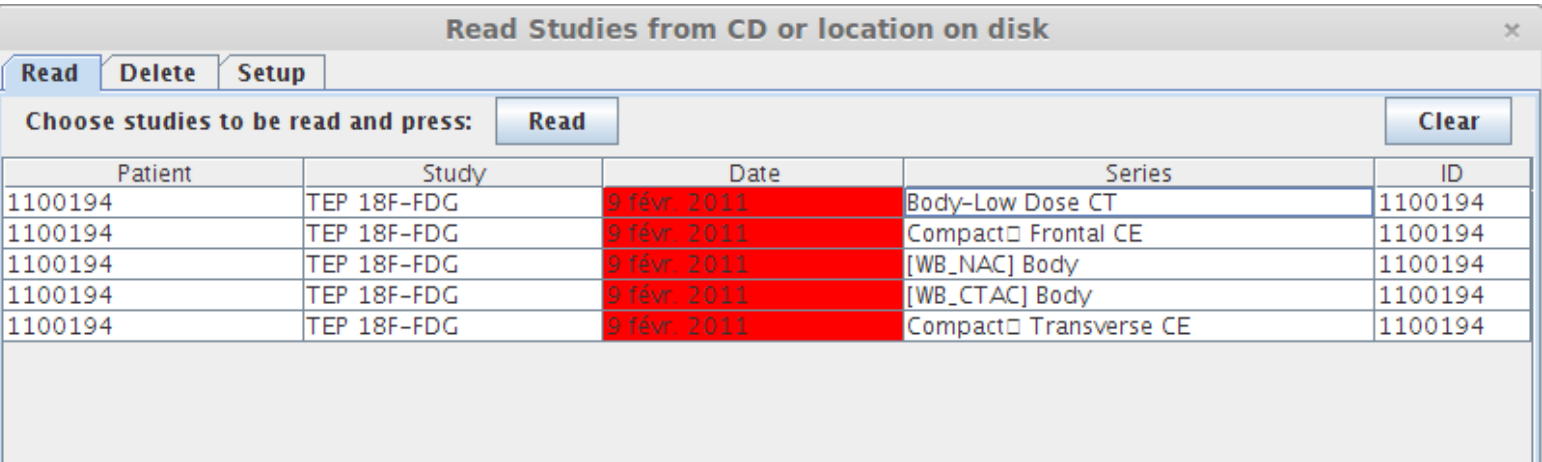 Read Studies from CD or location on disk ×
Read Delete Setup
Choose studies to be read and press: Read Clear
Patient Study Date Series ID
1100194 TEP 18F-FDG 9 févr. 2011 Body-Low Dose CT 1100194
1100194 TEP 18F-FDG 9 févr. 2011 Compact□ Frontal CE 1100194
1100194 TEP 18F-FDG 9 févr. 2011 [WB_NAC] Body 1100194
1100194 TEP 18F-FDG 9 févr. 2011 [WB_CTAC] Body 1100194
1100194 TEP 18F-FDG 9 févr. 2011 Compact□ Transverse CE 1100194